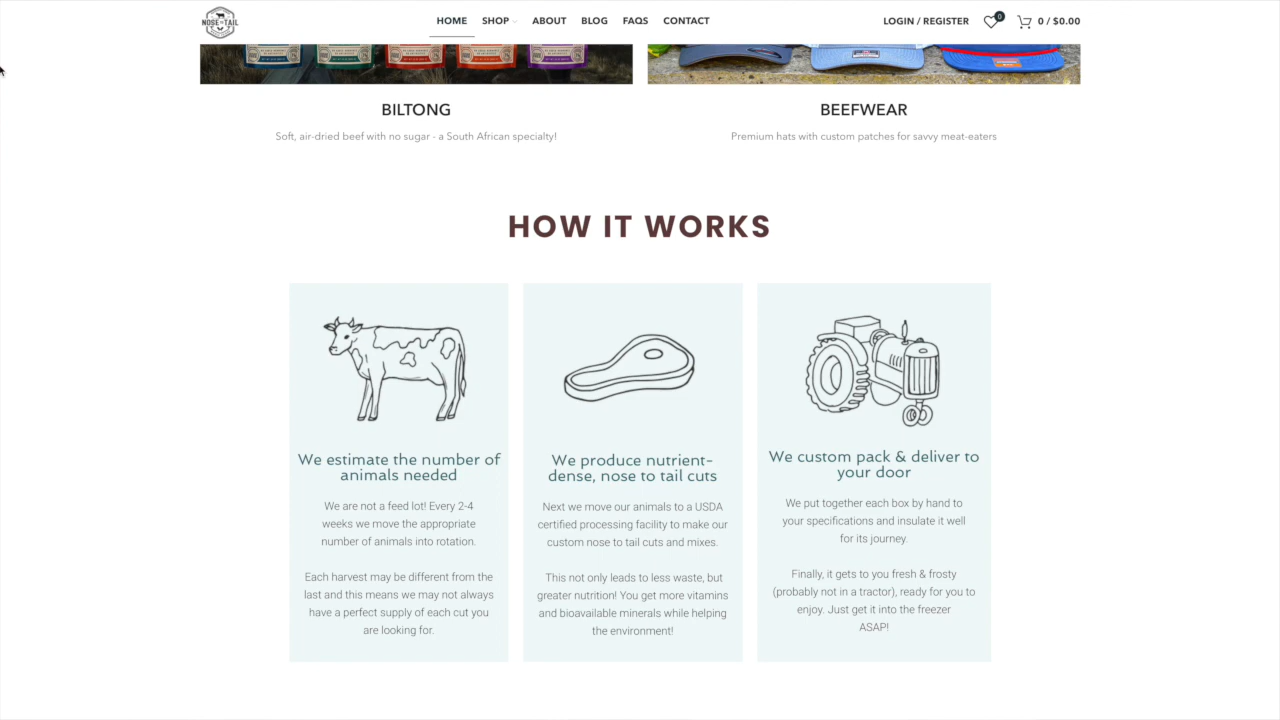 NOSE TO TAIL
HOME SHOP ABOUT BLOG FAQS CONTACT
LOGIN / REGISTER 0 0 / $0.00
BILTONG
Soft, air-dried beef with no sugar - a South African specialty!
BEEFWEAR
Premium hats with custom patches for savvy meat-eaters
HOW IT WORKS
We estimate the number of
animals needed
We are not a feed lot! Every 2-4
weeks we move the appropriate
number of animals into rotation.
Each harvest may be different from the
last and this means we may not always
have a perfect supply of each cut you
are looking for.
We produce nutrient-
dense, nose to tail cuts
Next we move our animals to a USDA
certified processing facility to make our
custom nose to tail cuts and mixes.
This not only leads to less waste, but
greater nutrition! You get more vitamins
and bioavailable minerals while helping
the environment!
We custom pack & deliver to
your door
We put together each box by hand to
your specifications and insulate it well
for its journey.
Finally, it gets to you fresh & frosty
(probably not in a tractor), ready for you to
enjoy. Just get it into the freezer
ASAP!